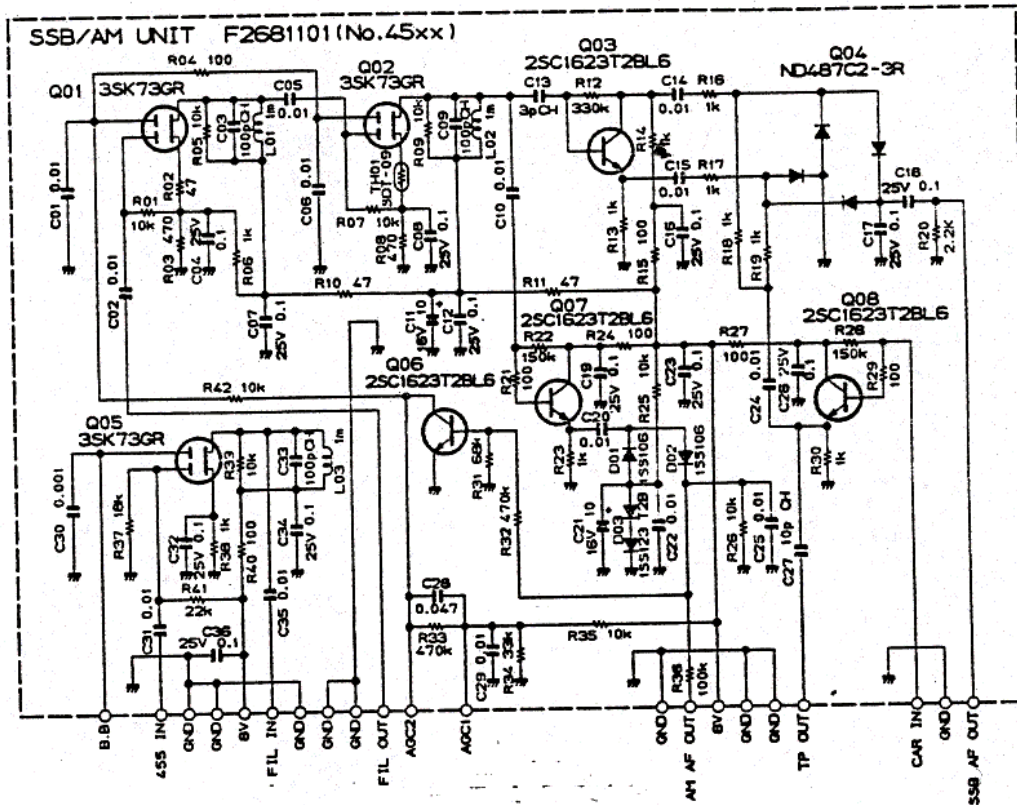 SSB/AM UNIT F2681101(No.45xx)
Q01
3SK73GR
R04 100
C05
0.01
Q02
3SK73GR
Q03
2SC1623T2BL6
C13
3pCH
R12
330k
C14
0.01
R16
1k
Q04
ND487C2-3R
C01 0.01
R05 10k
C03
100pCH
1m
L01
R02
47
R01
10k
R03 470
C04 25V
0.1
R06 1k
C02 0.01
C06 0.01
TH01
SDT-09
R07 10k
R08
470
C08
25V 0.1
R09 10k
C09
100pCH
1m
L02
C10 0.01
R14
1k
C15
0.01
R17
1k
R13 1k
R15 100
C16
25V 0.1
R18 1k
R19 1k
C18
25V 0.1
C17
25V 0.1
R20
2.2K
C07
25V 0.1
R10 47
C11
16V 10
C12
25V 0.1
R11 47
Q07
2SC1623T2BL6
R22
150k
R24 100
R21
100
C19
25V 0.1
R25 10k
C23
25V 0.1
R27
100
C24 0.01
C26 25V
0.1
Q08
2SC1623T2BL6
R28
150k
R29
100
R30
1k
R42 10k
Q06
2SC1623T2BL6
R31 68k
R32 470k
R23
1k
C20
0.01
D01
1SS106
D02
1SS106
C21
16V 10
D03
1SS123 T2B
C22 0.01
R26 10k
C25 0.01
C27 10p CH
Q05
3SK73GR
C30 0.001
R37 18k
R33
10k
C33
100pCH
1m
L03
C32
25V 0.1
R38 1k
R40 100
C34
25V 0.1
R41
22k
C31 0.01
C36
25V 0.1
C35 0.01
C28
0.047
R33
470k
C29 0.01
R34 33k
R35 10k
R36
100k
B.B
455 IN
GND
GND
8V
FIL IN
GND
GND
FIL OUT
AGC2
AGC1
GND
AM AF OUT
8V
GND
GND
TP OUT
CAR IN
GND
SSB AF OUT